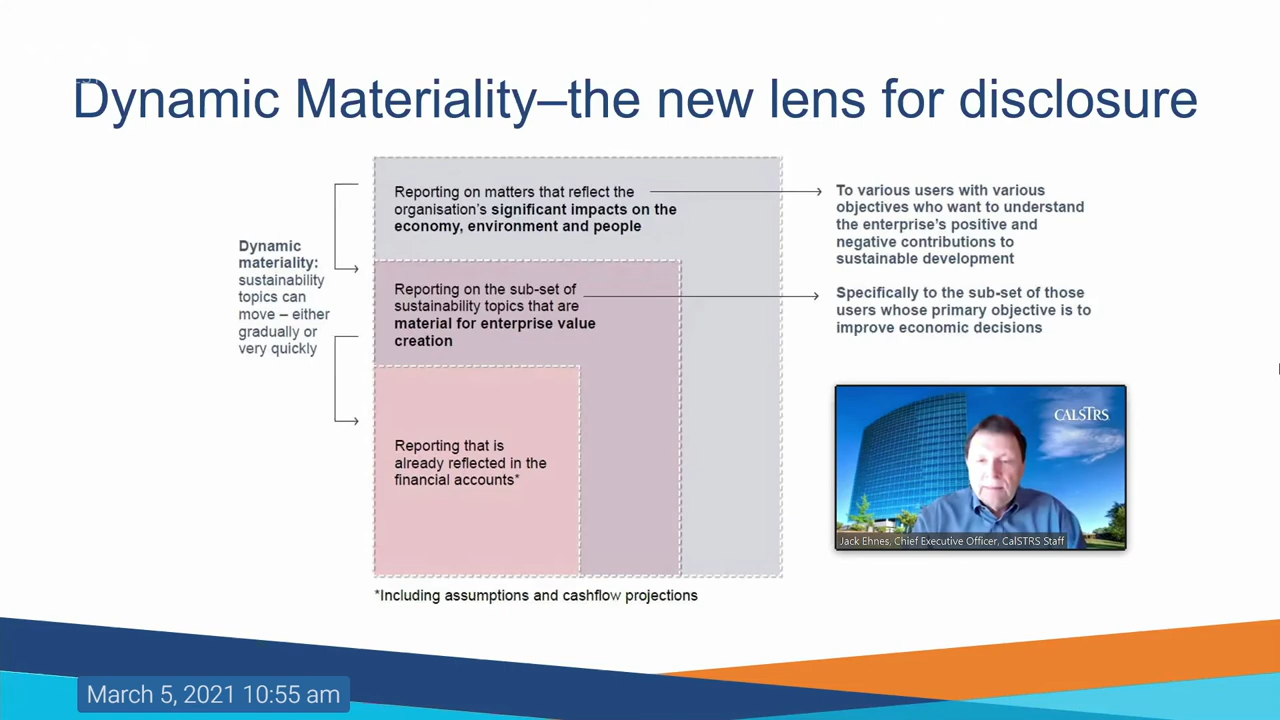 Dynamic Materiality–the new lens for disclosure
Reporting on matters that reflect the
organisation's significant impacts on the
economy, environment and people
To various users with various
objectives who want to understand
the enterprise's positive and
negative contributions to
sustainable development
Dynamic
materiality:
sustainability
topics can
move – either
gradually or
very quickly
Reporting on the sub-set of
sustainability topics that are
material for enterprise value
creation
Specifically to the sub-set of those
users whose primary objective is to
improve economic decisions
Reporting that is
already reflected in the
financial accounts*
CALSTRS
Jack Ehnes, Chief Executive Officer, CalSTRS Staff
*Including assumptions and cashflow projections
March 5, 2021 10:55 am